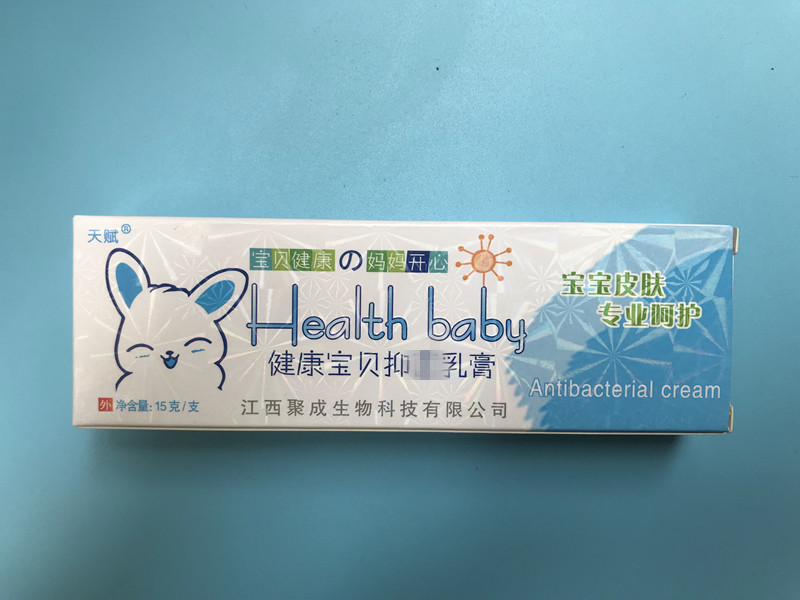 天赋®
宝贝健康の妈妈开心
Health baby
健康宝贝抑 乳膏
宝宝皮肤
专业呵护
Antibacterial cream
外 净含量:15克/支
江西聚成生物科技有限公司